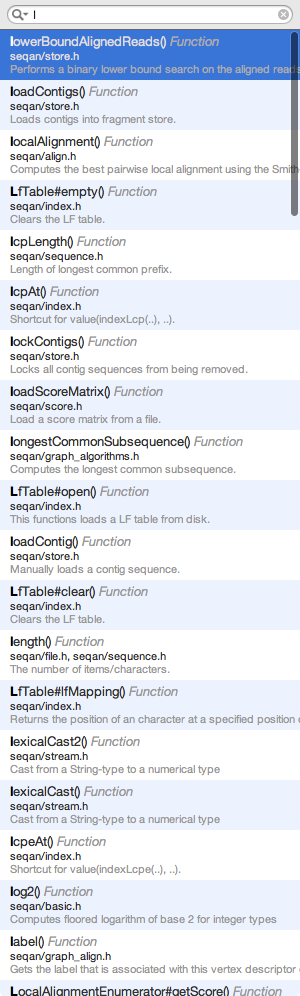 l
lowerBoundAlignedReads() Function
seqan/store.h
Performs a binary lower bound search on the aligned reads
loadContigs() Function
seqan/store.h
Loads contigs into fragment store.
localAlignment() Function
seqan/align.h
Computes the best pairwise local alignment using the Smith
LfTable#empty() Function
seqan/index.h
Clears the LF table.
lcpLength() Function
seqan/sequence.h
Length of longest common prefix.
lcpAt() Function
seqan/index.h
Shortcut for value(indexLcp(..), ..).
lockContigs() Function
seqan/store.h
Locks all contig sequences from being removed.
loadScoreMatrix() Function
seqan/score.h
Load a score matrix from a file.
longestCommonSubsequence() Function
seqan/graph_algorithms.h
Computes the longest common subsequence.
LfTable#open() Function
seqan/index.h
This functions loads a LF table from disk.
loadContig() Function
seqan/store.h
Manually loads a contig sequence.
LfTable#clear() Function
seqan/index.h
Clears the LF table.
length() Function
seqan/file.h, seqan/sequence.h
The number of items/characters.
LfTable#lfMapping() Function
seqan/index.h
Returns the position of an character at a specified position
lexicalCast2() Function
seqan/stream.h
Cast from a String-type to a numerical type
lexicalCast() Function
seqan/stream.h
Cast from a String-type to a numerical type
lcpeAt() Function
seqan/index.h
Shortcut for value(indexLcpe(..), ..).
log2() Function
seqan/basic.h
Computes floored logarithm of base 2 for integer types
label() Function
seqan/graph_align.h
Gets the label that is associated with this vertex descriptor
LocalAlignmentEnumerator#getScore() Function